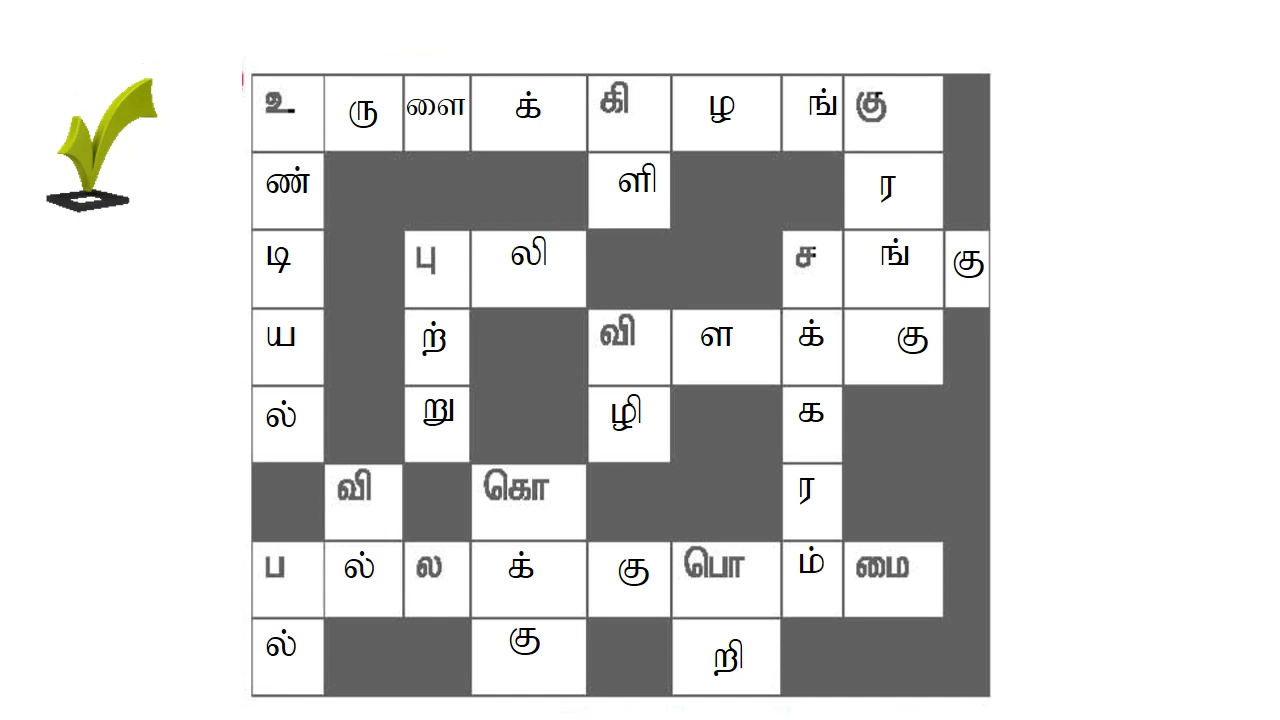 உ ரு ளை க் கி ழ ங் கு
ண் ளி ர
டி பு லி ச ங் கு
ய ற் வி ள க் கு
ல் று ழி க
வி கொ ர
ப ல் ல க் கு பொ ம் மை
ல் கு றி